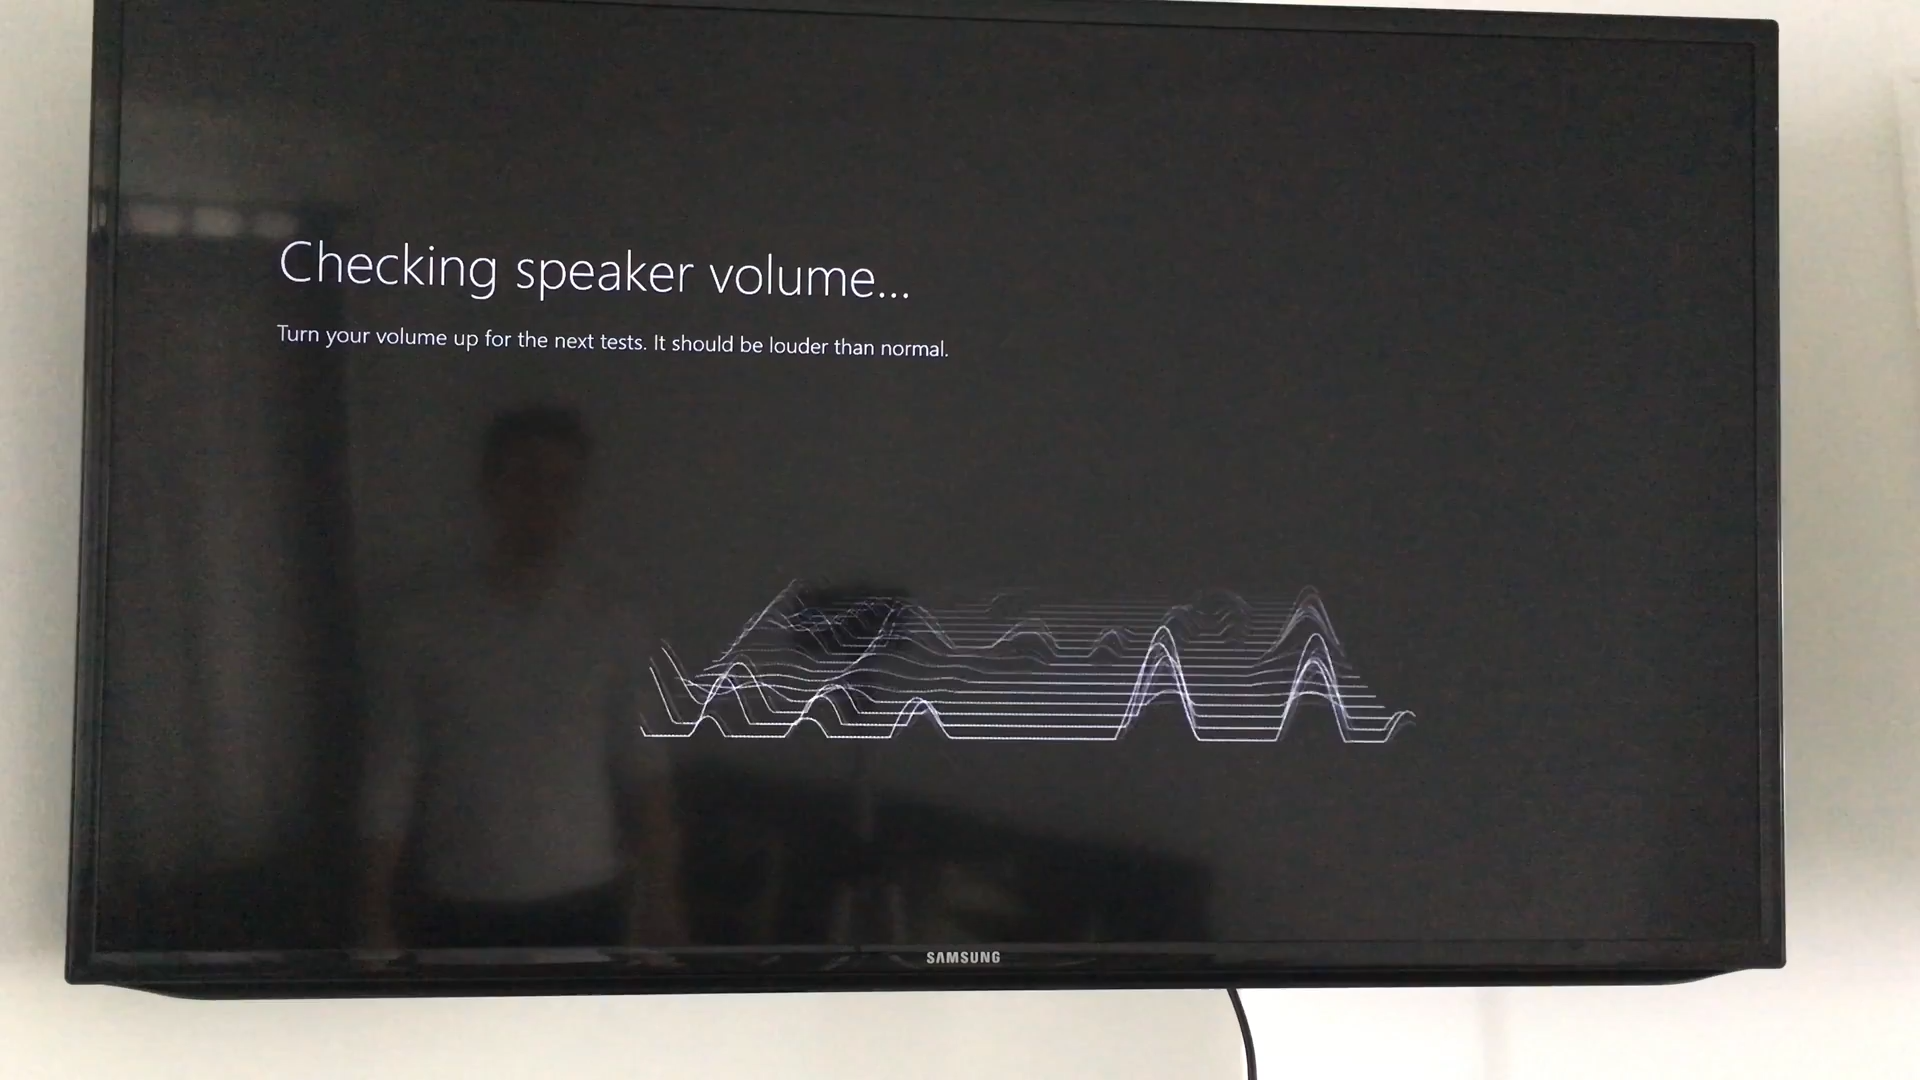 Checking speaker volume...
Turn your volume up for the next tests. It should be louder than normal.
SAMSUNG